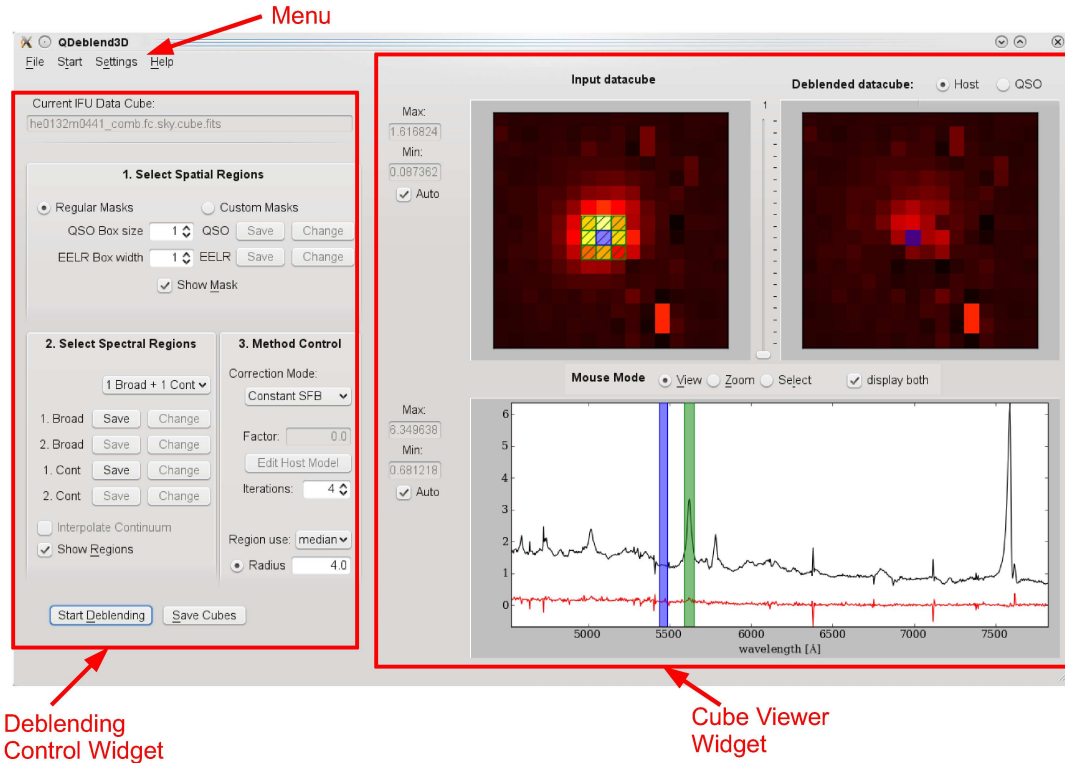 Menu
QDeblend3D
File Start Settings Help
Current IFU Data Cube:
he0132m0441_comb.fc.sky.cube.fits
1. Select Spatial Regions
Regular Masks Custom Masks
QSO Box size 1 QSO Save Change
EELR Box width 1 EELR Save Change
Show Mask
2. Select Spectral Regions
1 Broad + 1 Cont
1. Broad Save Change
2. Broad Save Change
1. Cont Save Change
2. Cont Save Change
Interpolate Continuum
Show Regions
3. Method Control
Correction Mode:
Constant SFB
Factor: 0.0
Edit Host Model
Iterations: 4
Region use: median
Radius 4.0
Start Deblending Save Cubes
Input datacube
Deblended datacube: Host QSO
Max:
1.616824
Min:
0.087362
Auto
1
Mouse Mode View Zoom Select display both
Max:
6.349638
Min:
0.681218
Auto
6
5
4
3
2
1
0
5000 5500 6000 6500 7000 7500
wavelength [Å]
Deblending
Control Widget
Cube Viewer
Widget